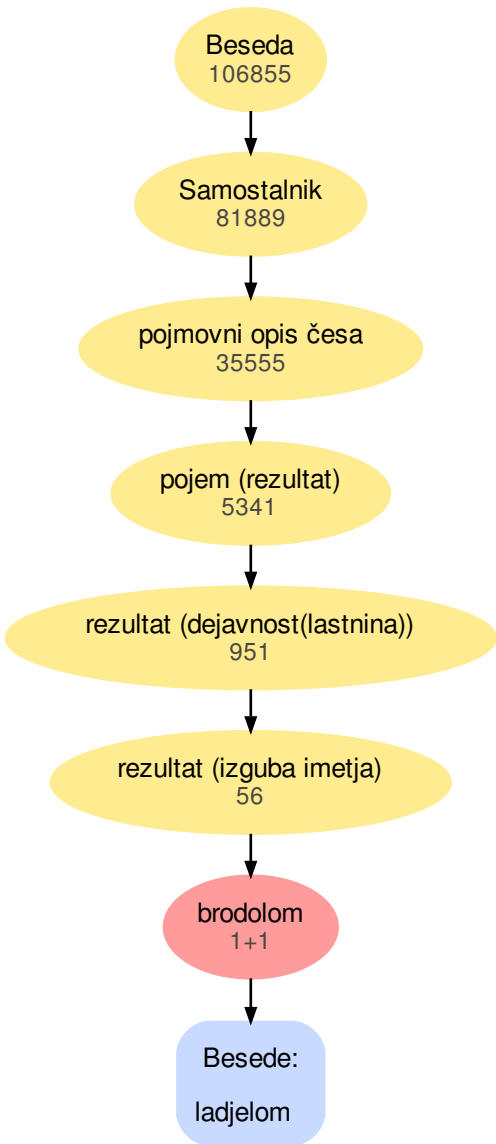 Beseda
106855
Samostalnik
81889
pojmovni opis česa
35555
pojem (rezultat)
5341
rezultat (dejavnost(lastnina))
951
rezultat (izguba imetja)
56
brodolom
1+1
Besede:
ladjelom